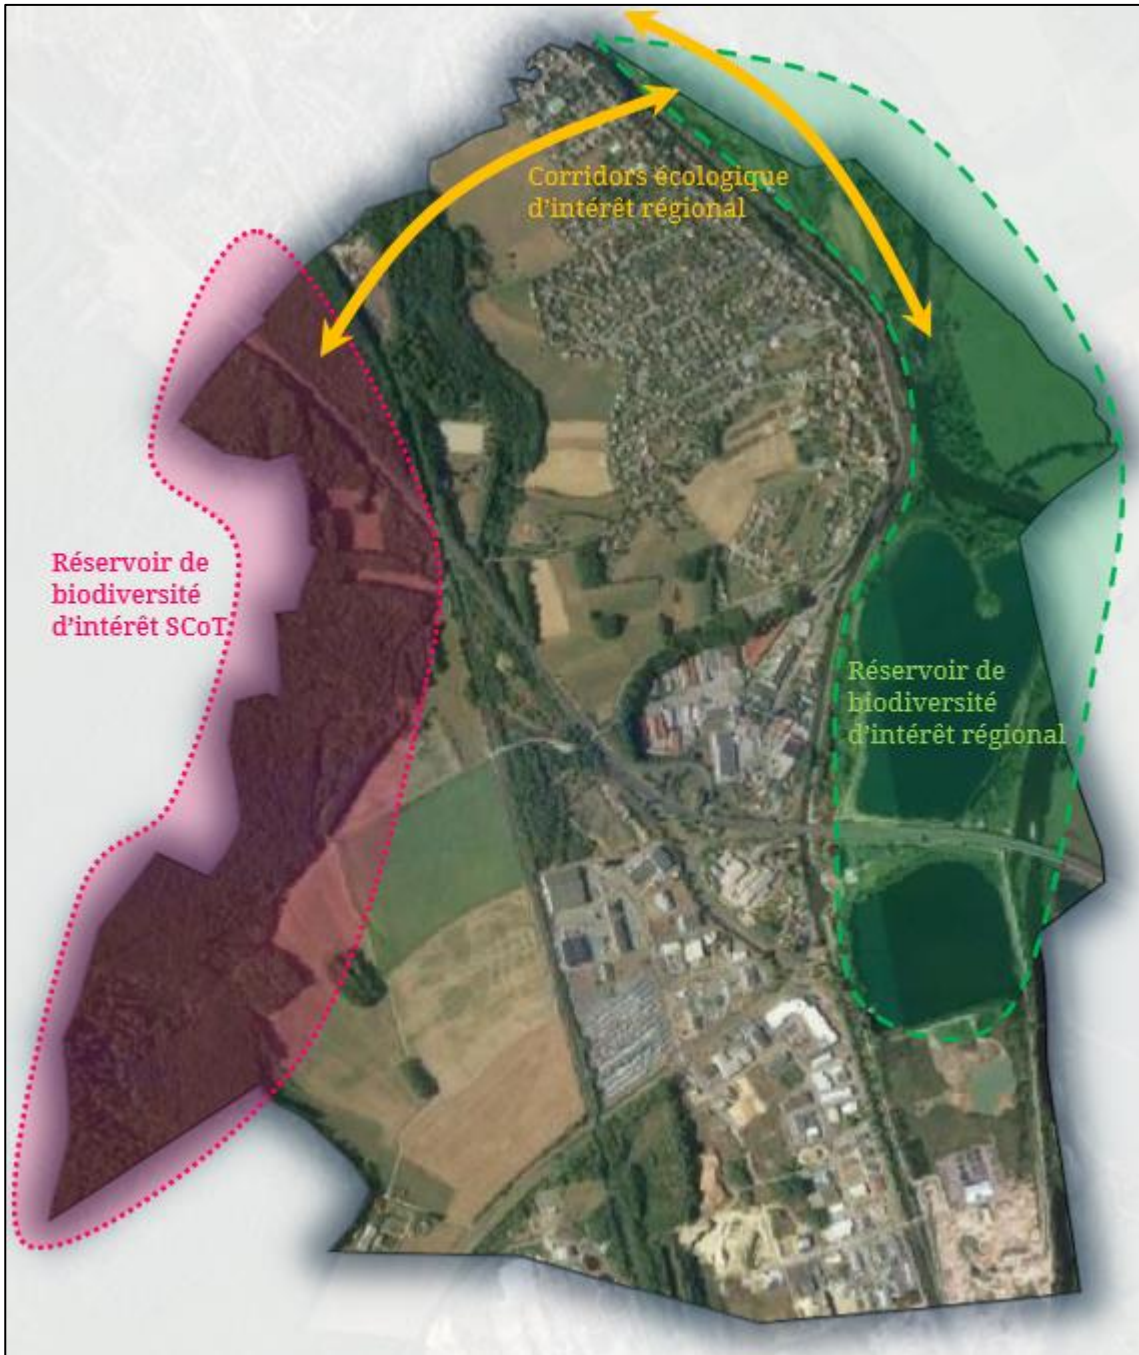 Corridors écologique
d'intérêt régional
Réservoir de
biodiversité
d'intérêt SCoT
Réservoir de
biodiversité
d'intérêt régional